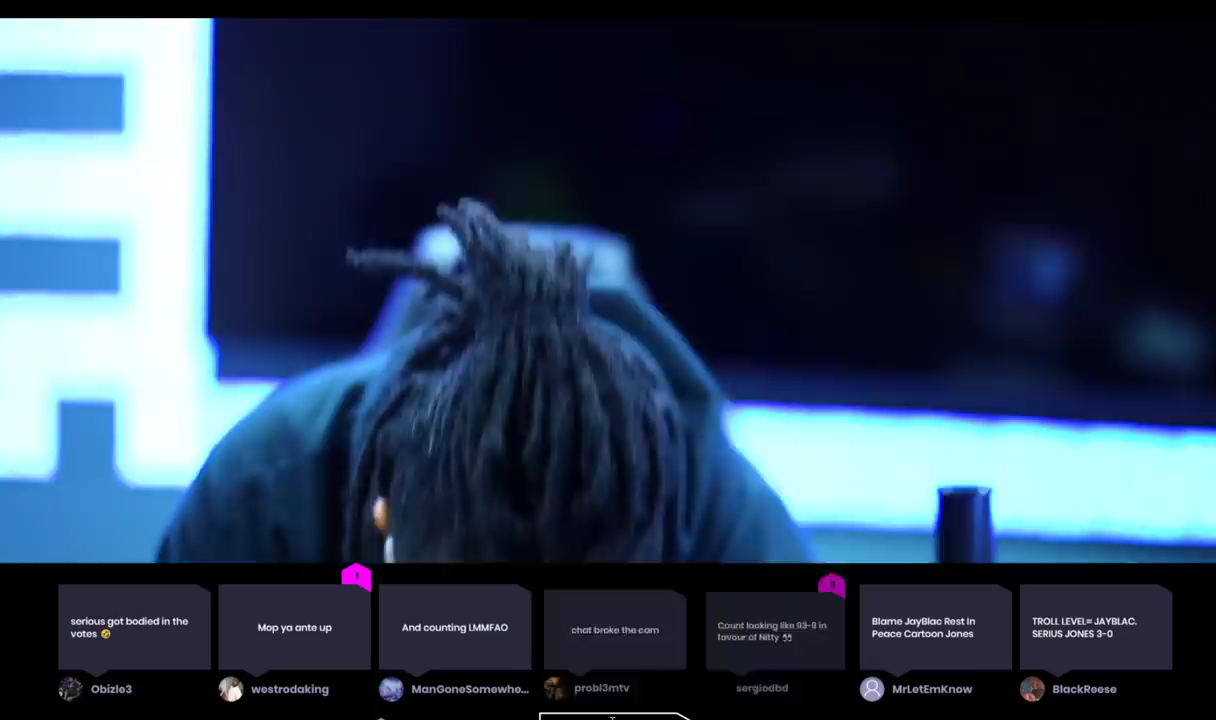 serious got bodied in the
votes 🤣
Obizle3
Mop ya ante up
westrodaking
And counting LMMFAO
ManGoneSomewhe...
chat broke the cam
probl3mtv
Count looking like 93-9 in
favour of Nitty 👀
sergiodbd
Blame JayBlac Rest In
Peace Cartoon Jones
MrLetEmKnow
TROLL LEVEL= JAYBLAC.
SERIUS JONES 3-0
BlackReese